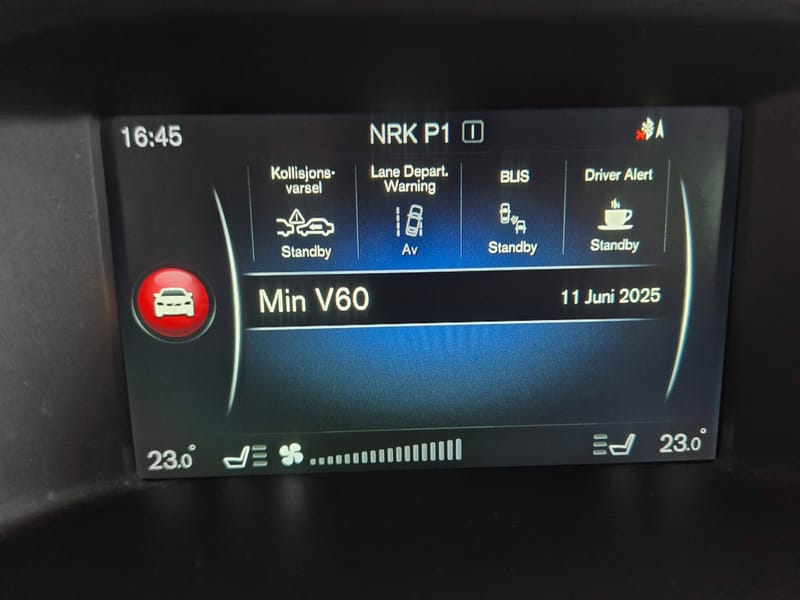 16:45 NRK P1 I
Kollisjons-
varsel
Standby
Lane Depart.
Warning
Av
BLIS
Standby
Driver Alert
Standby
Min V60 11 Juni 2025
23.0° 23.0°